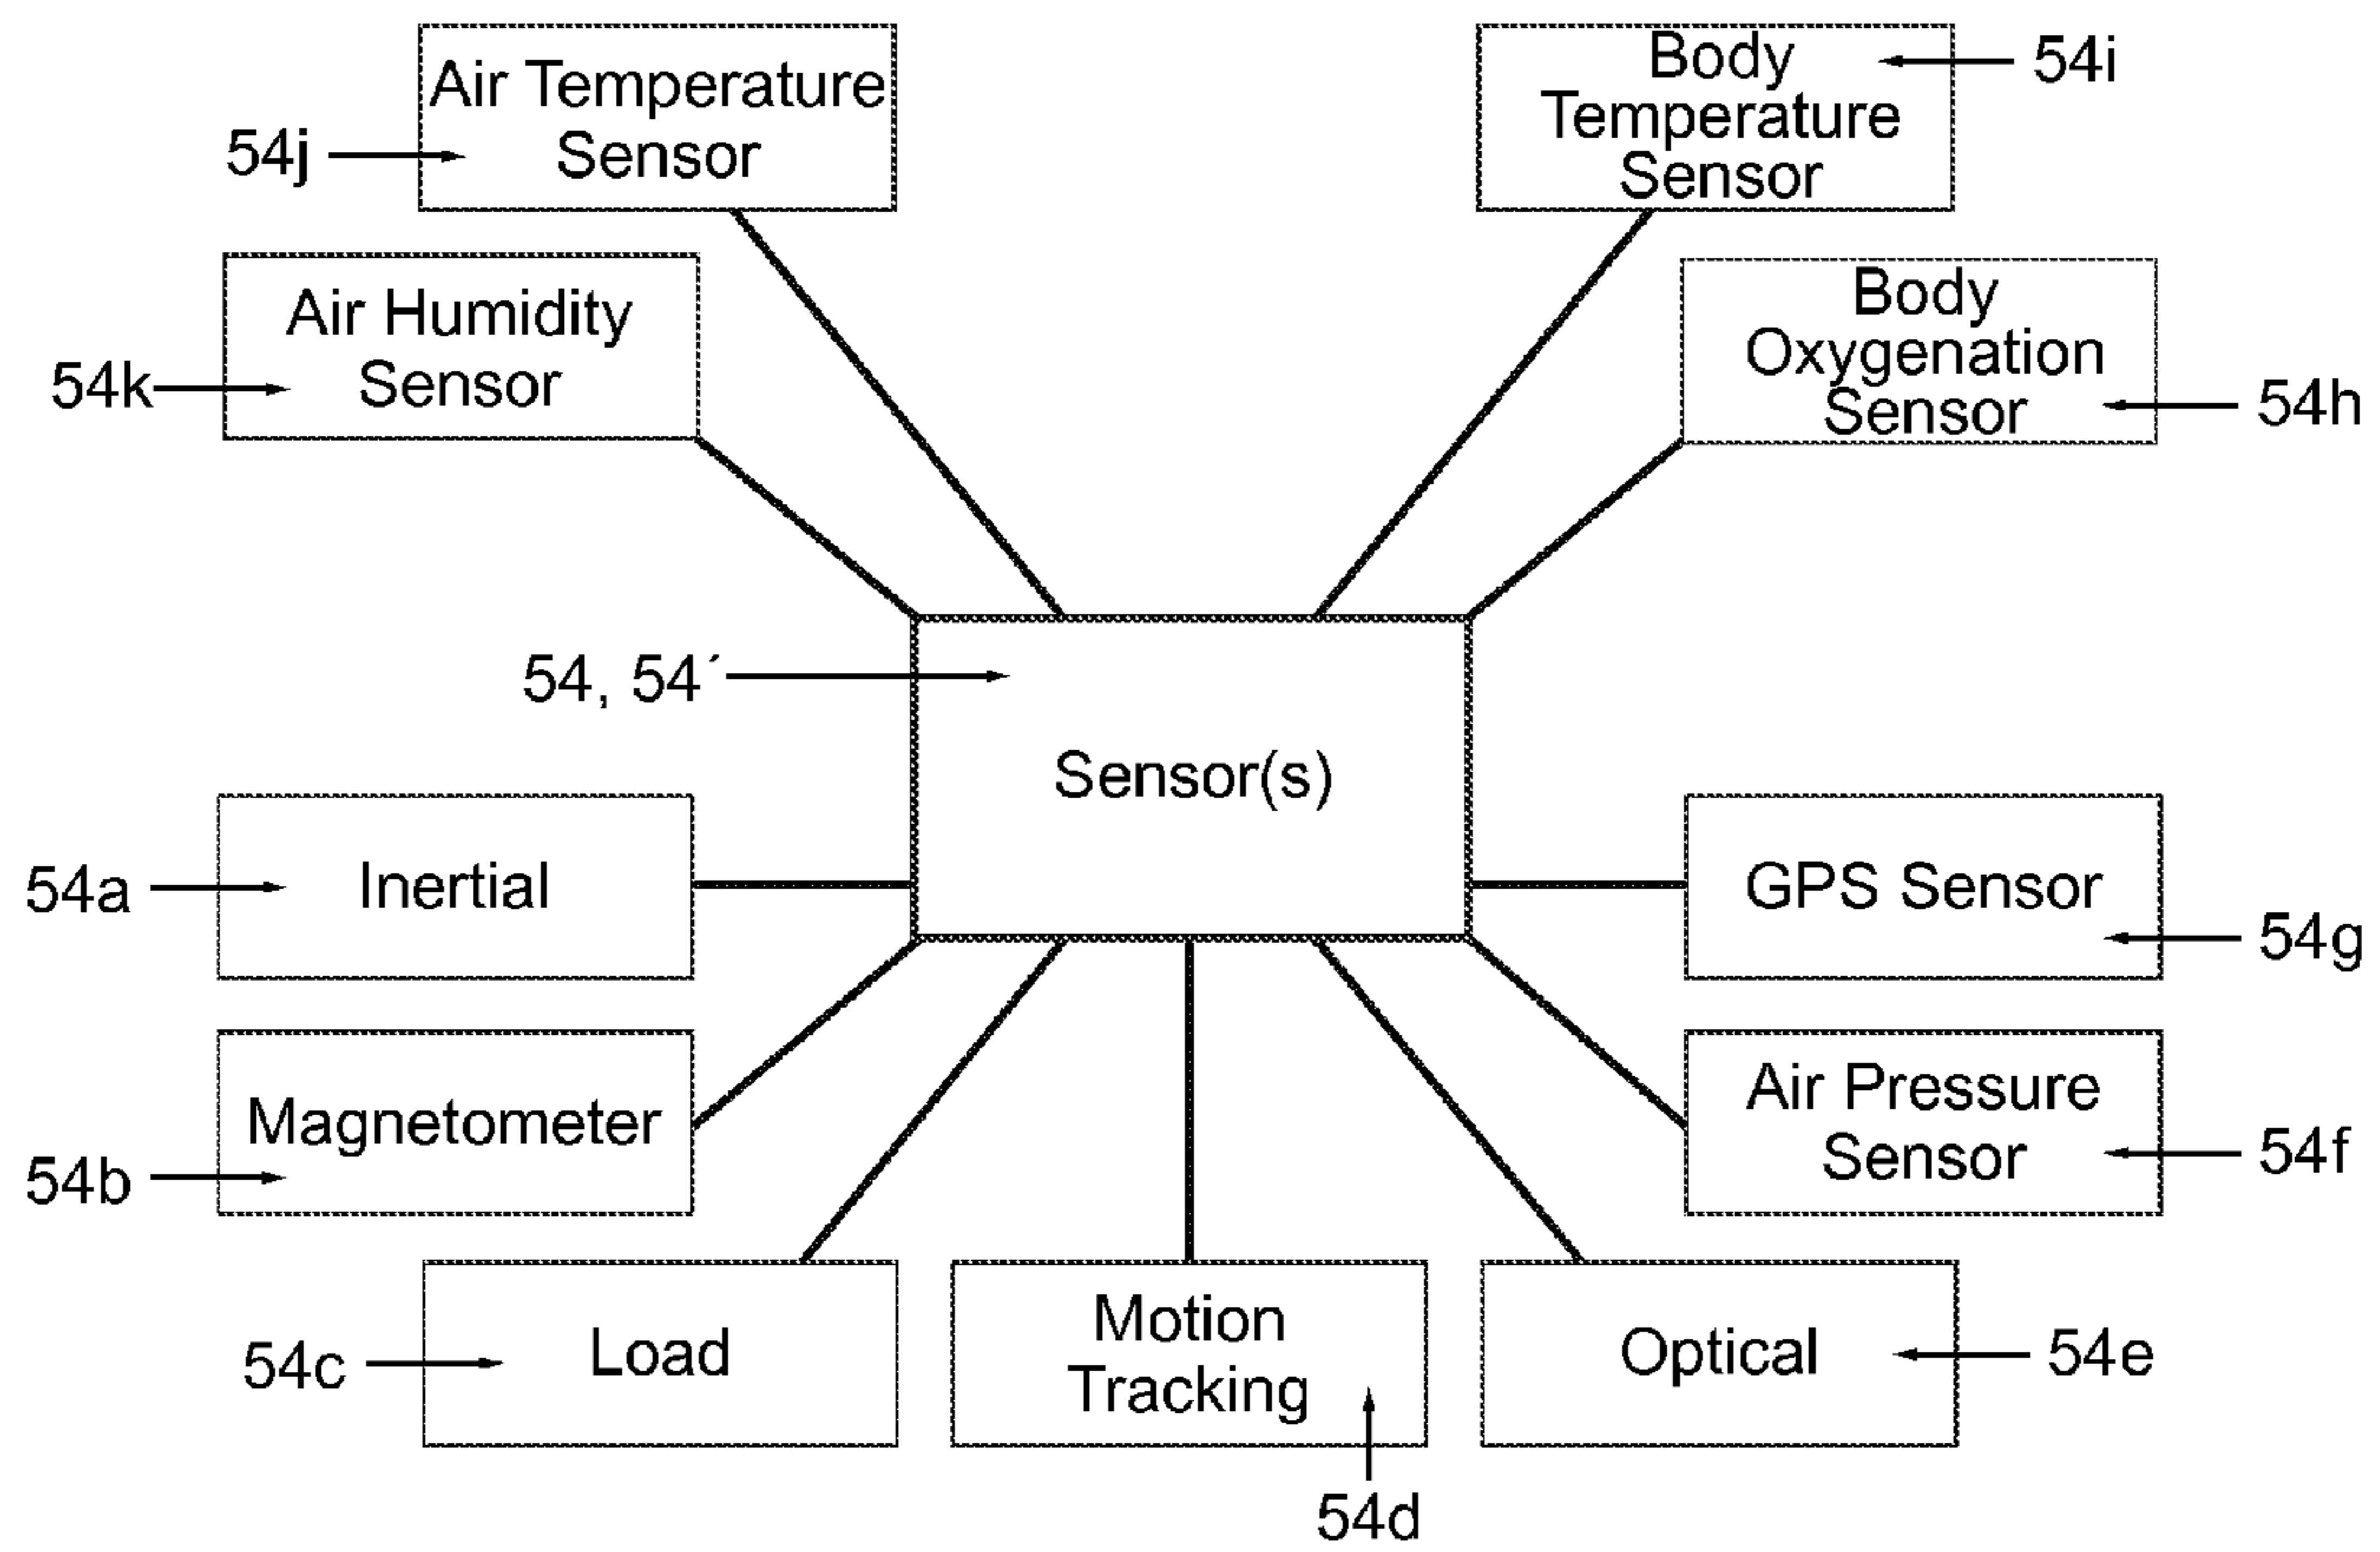 Air Temperature
Sensor
54j
Body
Temperature
Sensor
54i
Air Humidity
Sensor
54k
Body
Oxygenation
Sensor
54h
54, 54´
Sensor(s)
Inertial
54a
GPS Sensor
54g
Magnetometer
54b
Air Pressure
Sensor
54f
Load
54c
Motion
Tracking
54d
Optical
54e